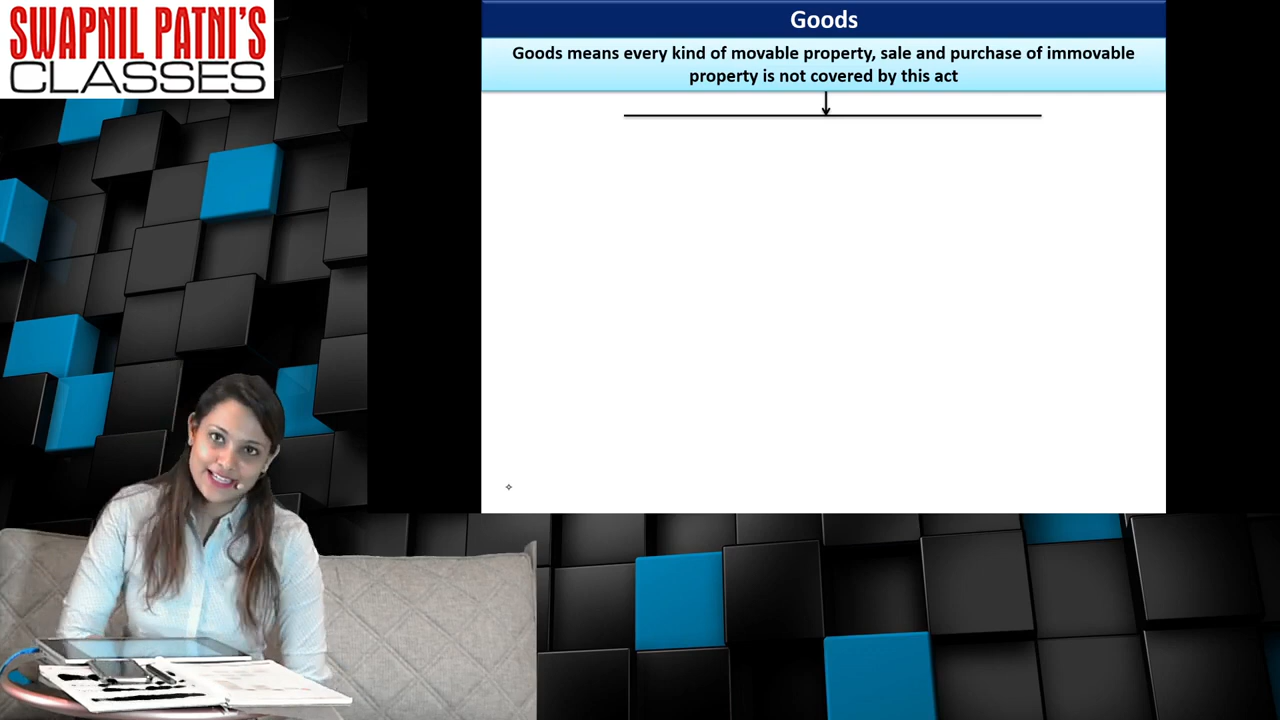 SWAPNIL PATNI'S
CLASSES
Goods
Goods means every kind of movable property, sale and purchase of immovable
property is not covered by this act